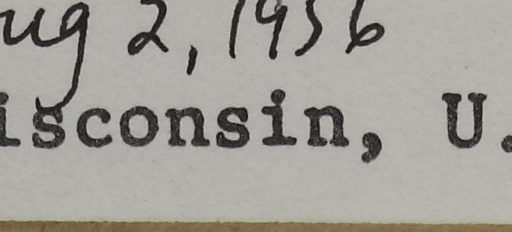 ug 2, 1956
isconsin, U.